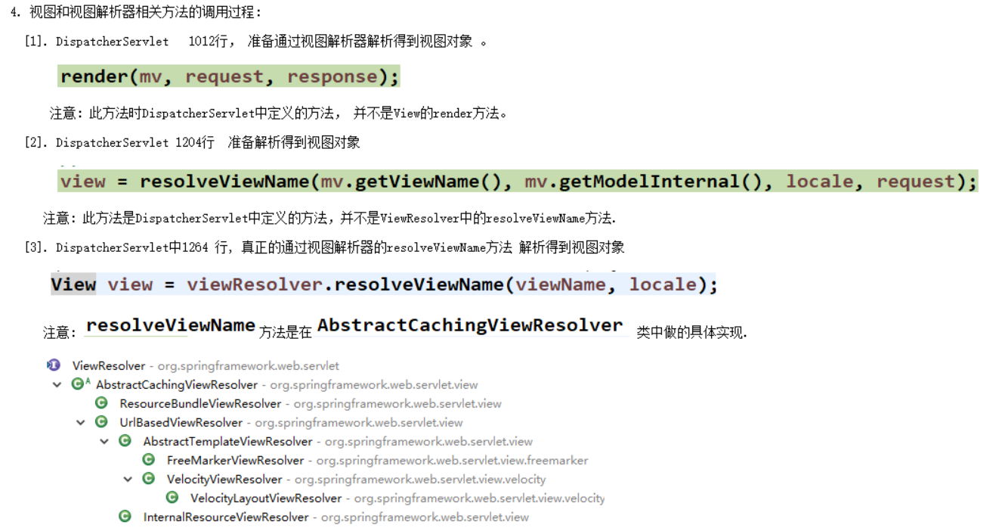 4. 视图和视图解析器相关方法的调用过程:
[1]. DispatcherServlet 1012行, 准备通过视图解析器解析得到视图对象 。
render(mv, request, response);
注意: 此方法时DispatcherServlet中定义的方法, 并不是View的render方法。
[2]. DispatcherServlet 1204行 准备解析得到视图对象
view = resolveViewName(mv.getViewName(), mv.getModelInternal(), locale, request);
注意: 此方法是DispatcherServlet中定义的方法,并不是ViewResolver中的resolveViewName方法.
[3]. DispatcherServlet中1264 行, 真正的通过视图解析器的resolveViewName方法 解析得到视图对象
View view = viewResolver.resolveViewName(viewName, locale);
注意: resolveViewName 方法是在 AbstractCachingViewResolver 类中做的具体实现.
ViewResolver - org.springframework.web.servlet
AbstractCachingViewResolver - org.springframework.web.servlet.view
ResourceBundleViewResolver - org.springframework.web.servlet.view
UrlBasedViewResolver - org.springframework.web.servlet.view
AbstractTemplateViewResolver - org.springframework.web.servlet.view
FreeMarkerViewResolver - org.springframework.web.servlet.view.freemarker
VelocityViewResolver - org.springframework.web.servlet.view.velocity
VelocityLayoutViewResolver - org.springframework.web.servlet.view.velocity
InternalResourceViewResolver - org.springframework.web.servlet.view